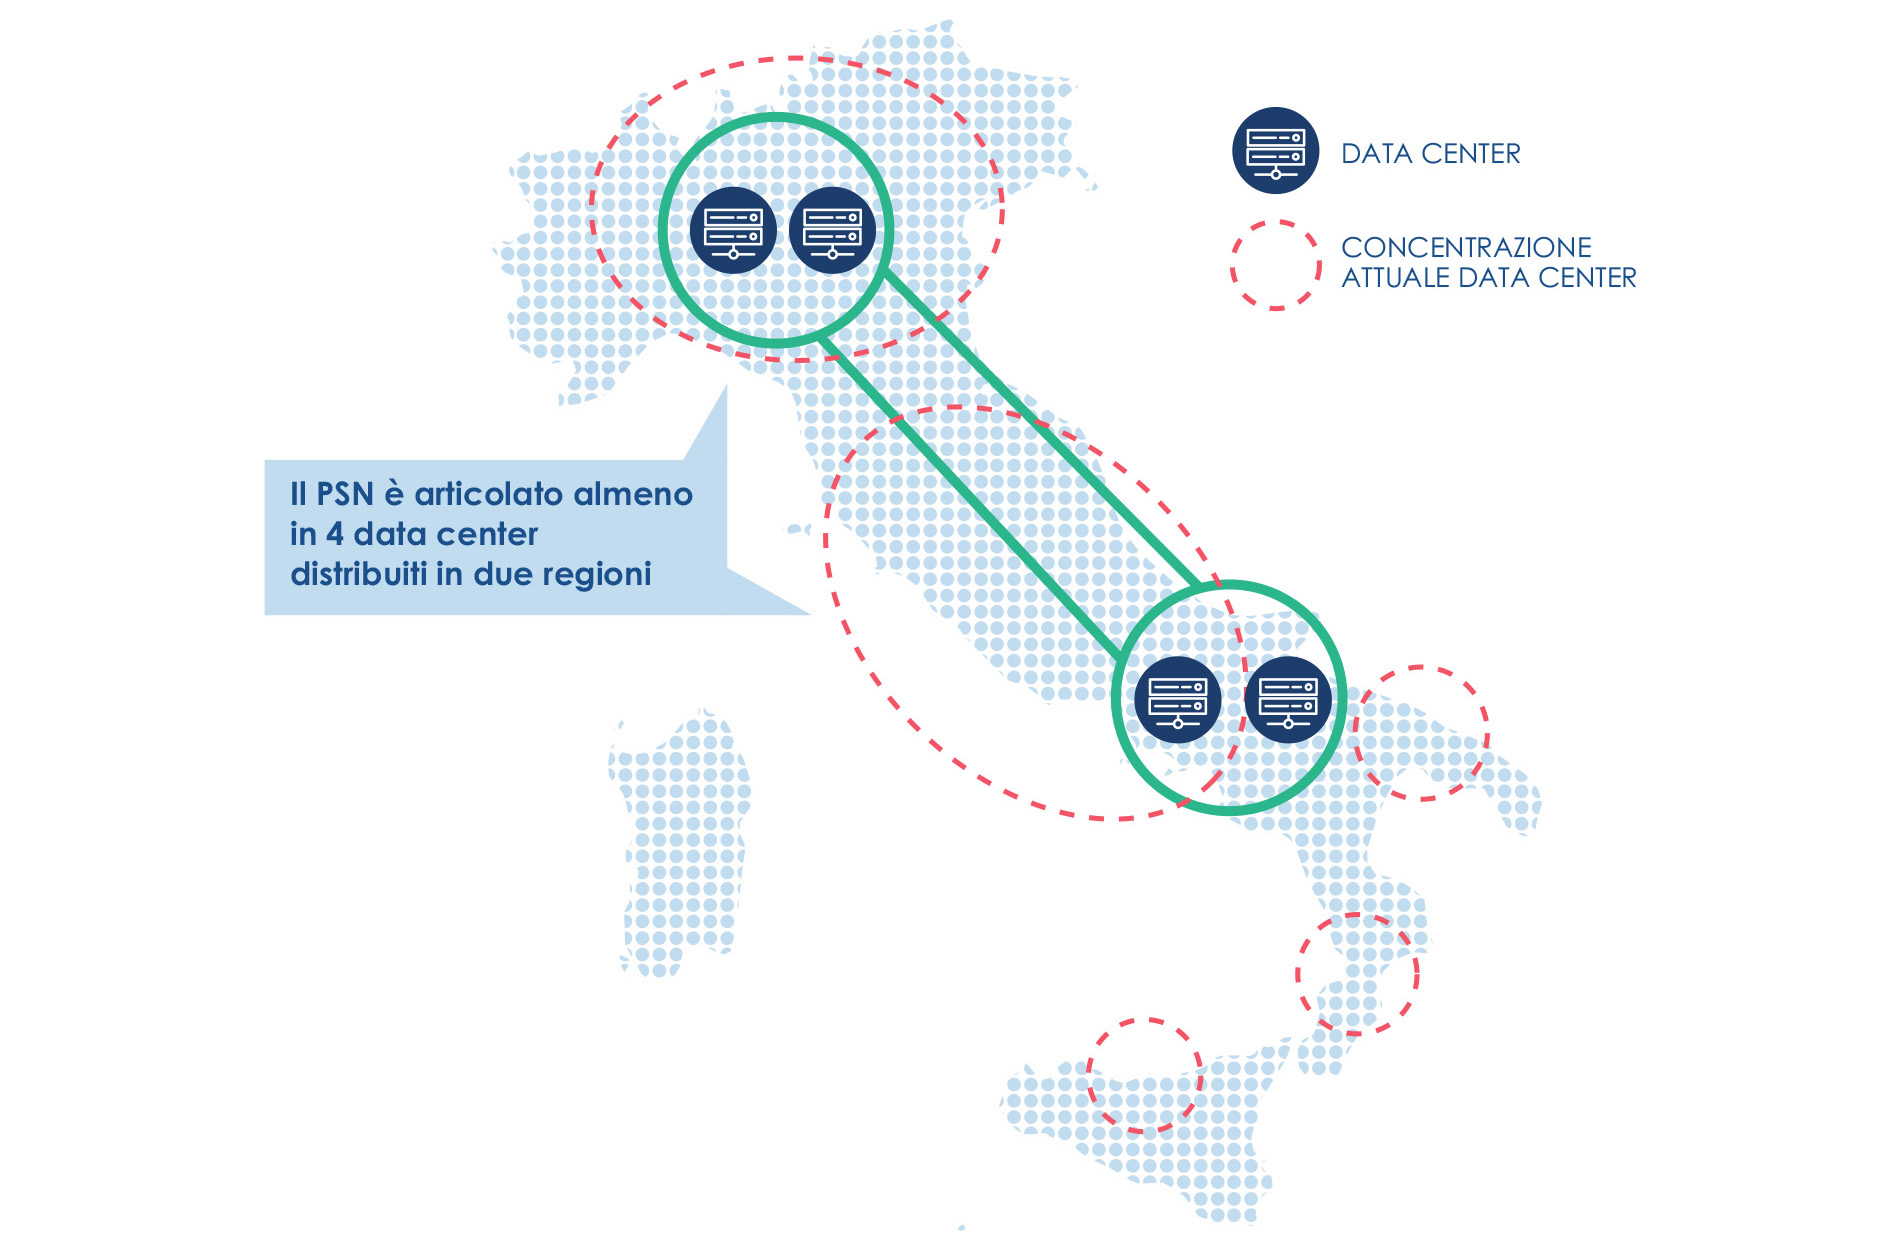 DATA CENTER
CONCENTRAZIONE
ATTUALE DATA CENTER
Il PSN è articolato almeno
in 4 data center
distribuiti in due regioni